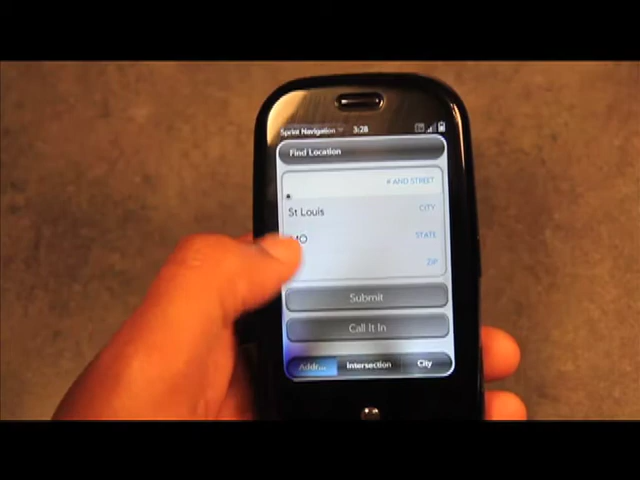 Sprint Navigation 3:28
Find Location
# AND STREET
St Louis CITY
MO STATE
ZIP
Submit
Call It In
Addr... Intersection City